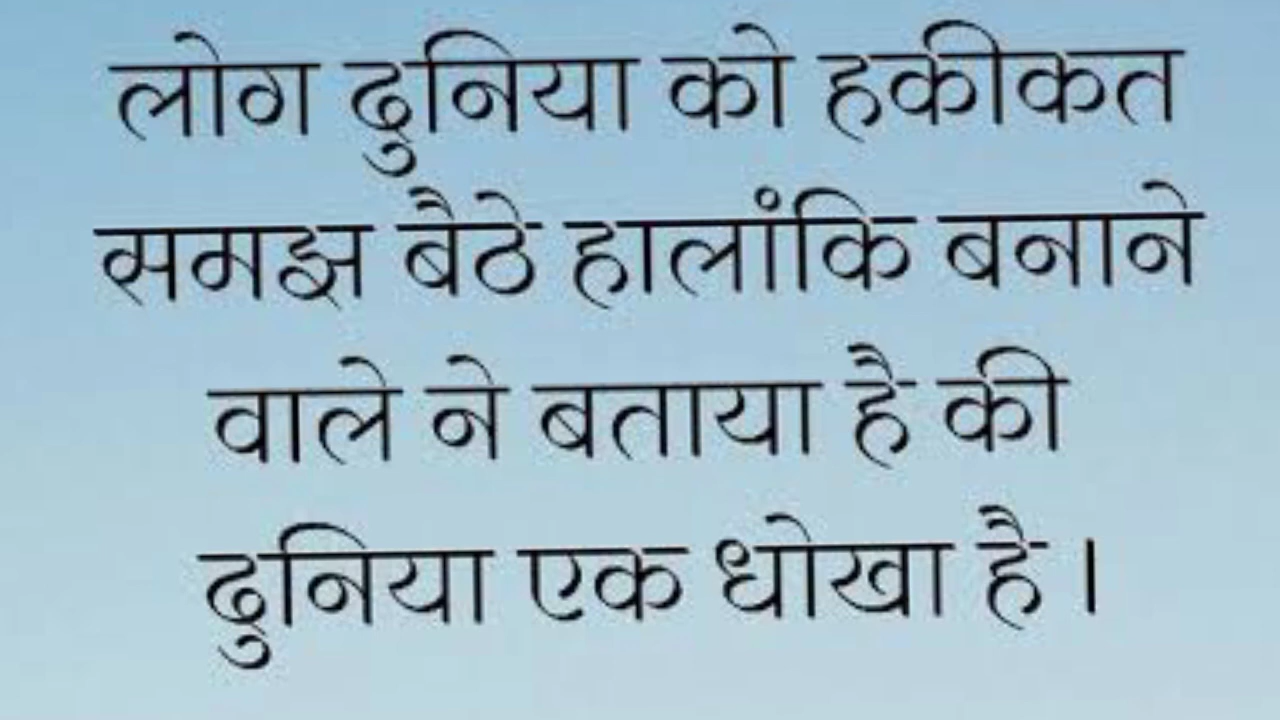 लोग दुनिया को हकीकत
समझ बैठे हालांकि बनाने
वाले ने बताया है की
दुनिया एक धोखा है ।